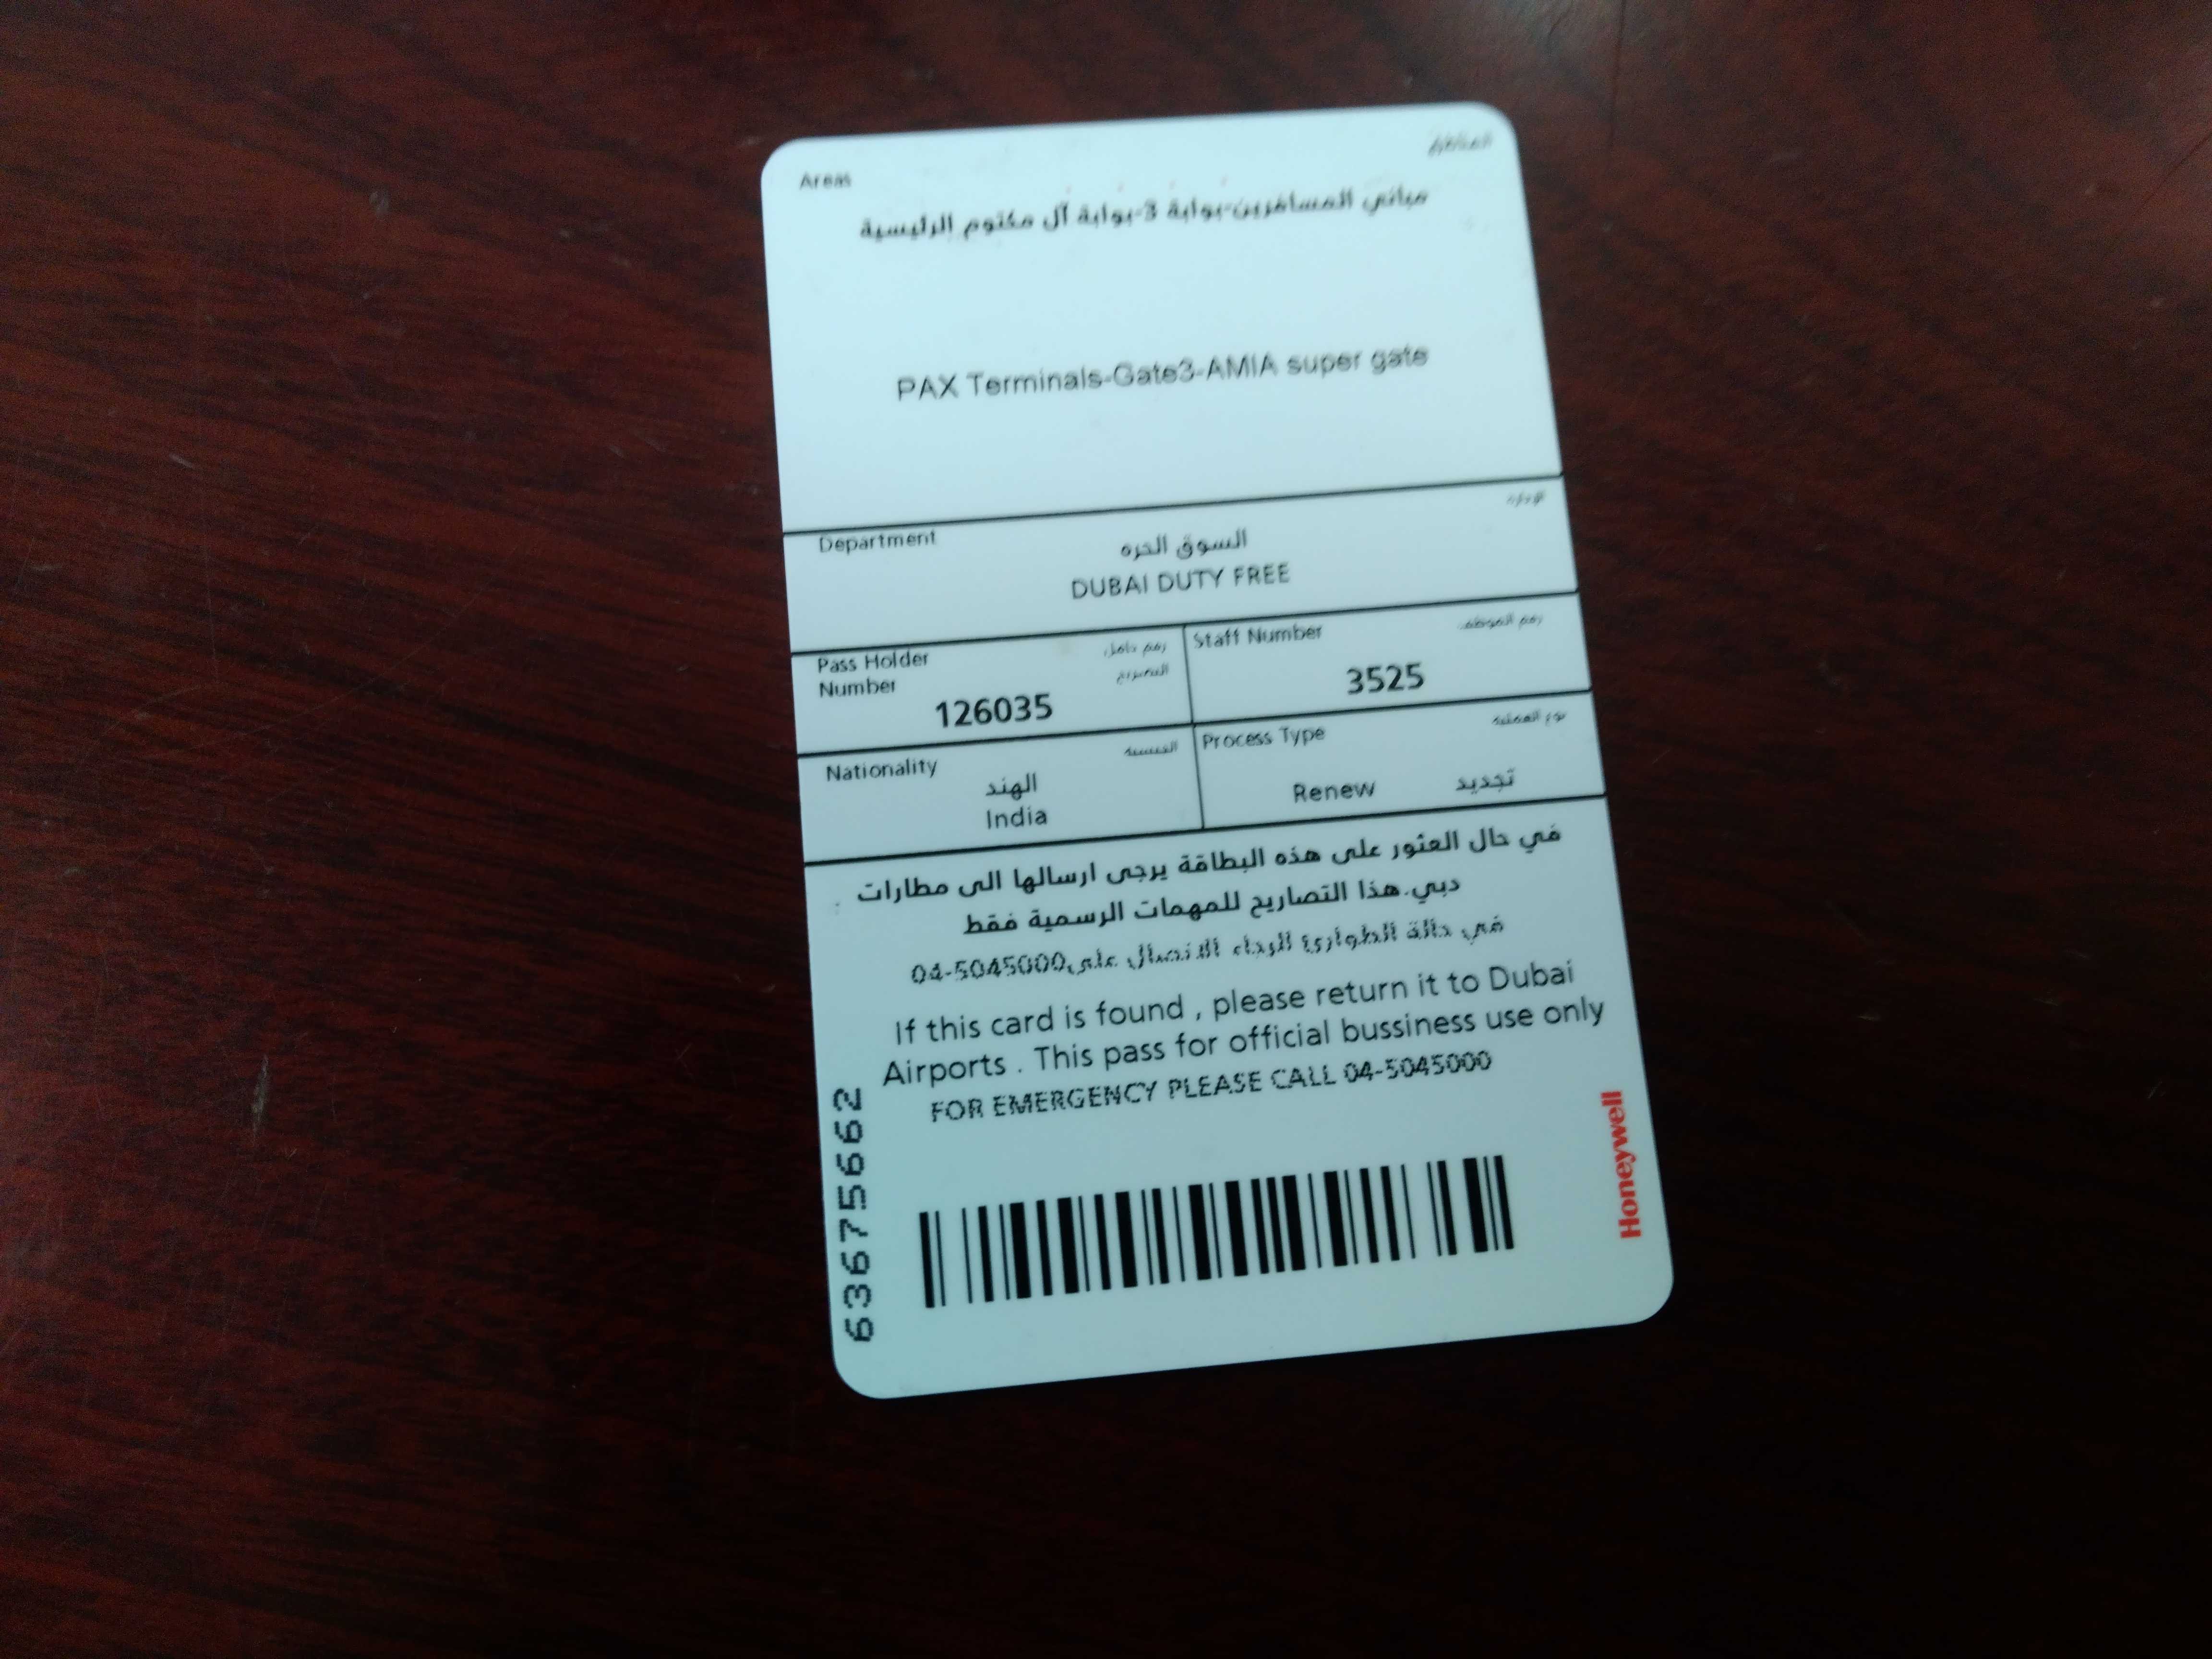 Areas المناطق
مباني المسافرين-بوابة 3-بوابة آل مكتوم الرئيسية
PAX Terminals-Gate3-AMIA super gate
Department الإدارة
السوق الحره
DUBAI DUTY FREE
Pass Holder رقم حامل
Number التصريح
126035
Staff Number رقم الموظف
3525
Nationality الجنسية
الهند
India
Process Type نوع العملية
Renew تجديد
في حال العثور على هذه البطاقة يرجى ارسالها الى مطارات
دبي.هذا التصاريح للمهمات الرسمية فقط
في حالة الطوارئ الرجاء الاتصال على04-5045000
If this card is found , please return it to Dubai
Airports . This pass for official bussiness use only
FOR EMERGENCY PLEASE CALL 04-5045000
63675662
Honeywell